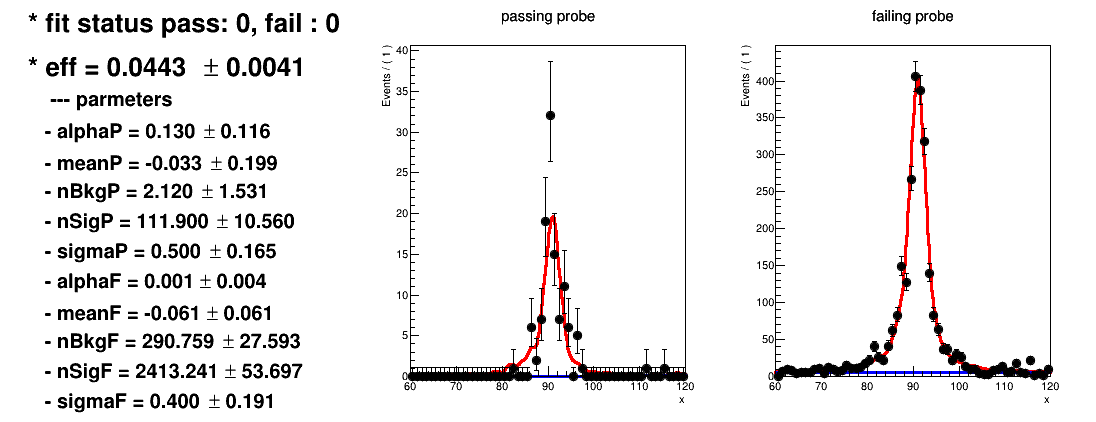 * fit status pass: 0, fail : 0
* eff = 0.0443 ± 0.0041
--- parmeters
- alphaP = 0.130 ± 0.116
- meanP = -0.033 ± 0.199
- nBkgP = 2.120 ± 1.531
- nSigP = 111.900 ± 10.560
- sigmaP = 0.500 ± 0.165
- alphaF = 0.001 ± 0.004
- meanF = -0.061 ± 0.061
- nBkgF = 290.759 ± 27.593
- nSigF = 2413.241 ± 53.697
- sigmaF = 0.400 ± 0.191
passing probe
Events / ( 1 )
40
35
30
25
20
15
10
5
0
60 70 80 90 100 110 120
x
failing probe
Events / ( 1 )
400
350
300
250
200
150
100
50
0
60 70 80 90 100 110 120
x